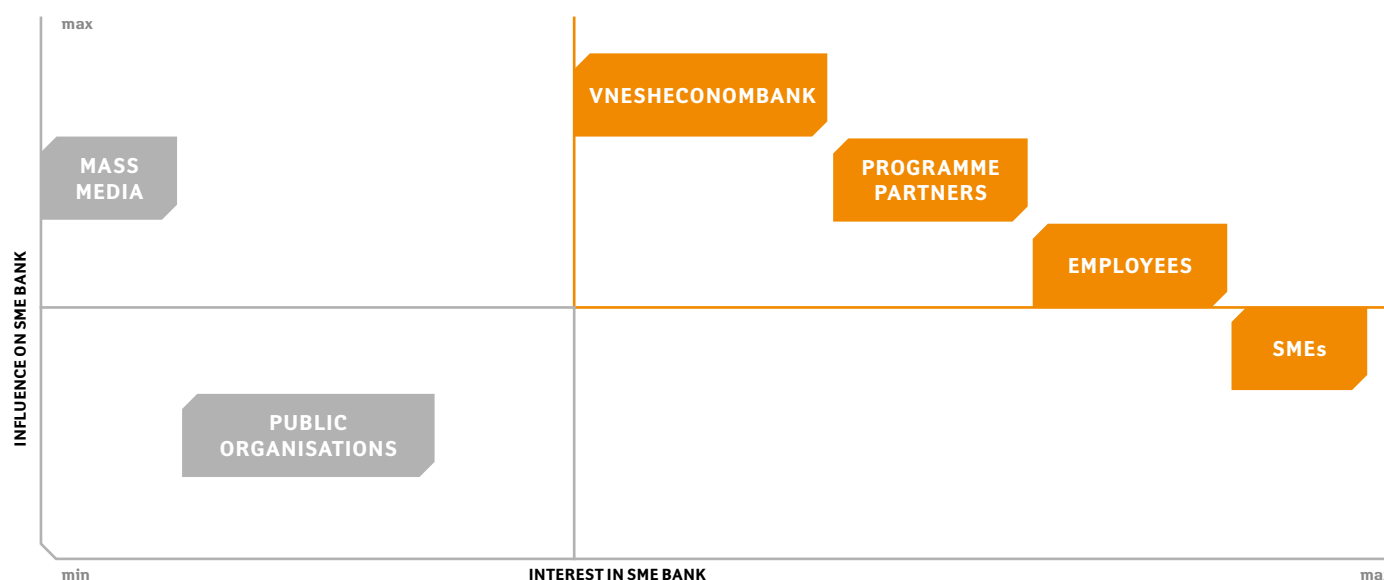 max
VNESHECONOMBANK
MASS
MEDIA
PROGRAMME
PARTNERS
EMPLOYEES
INFLUENCE ON SME BANK
SMEs
PUBLIC
ORGANISATIONS
min
INTEREST IN SME BANK